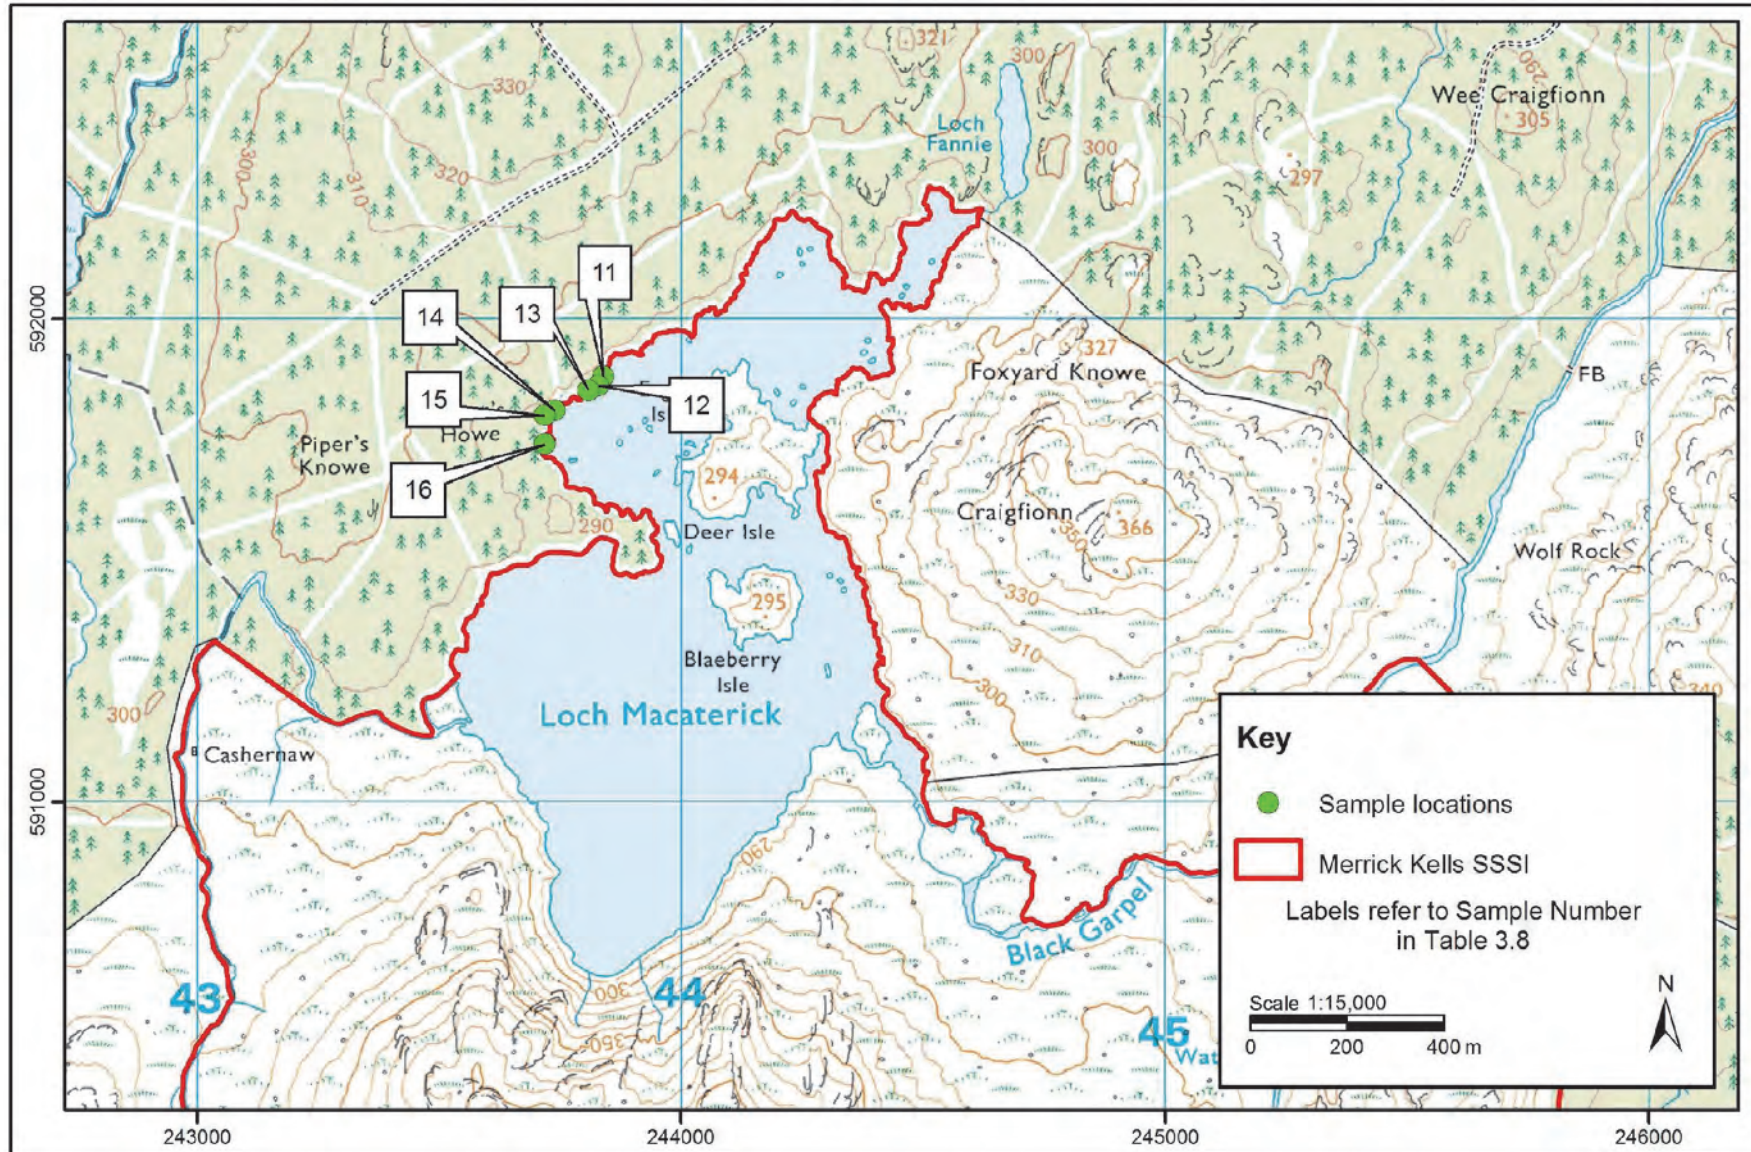 321
300
330
290
Wee Craigfionn
305
Loch
Fannie
300
300
310
320
297
592000
11
14
13
327
Foxyard Knowe
FB
15
12
Is
Howe
Piper's
Knowe
294
16
290
Deer Isle
Craigfionn
350
366
Wolf Rock
295
330
Blaeberry
Isle
310
300
340
300
Loch Macaterick
Cashernaw
591000
290
Black Garpel
43
300
44
350
45
Wat
Key
Sample locations
Merrick Kells SSSI
Labels refer to Sample Number
in Table 3.8
N
Scale 1:15,000
0 200 400 m
243000 244000 245000 246000